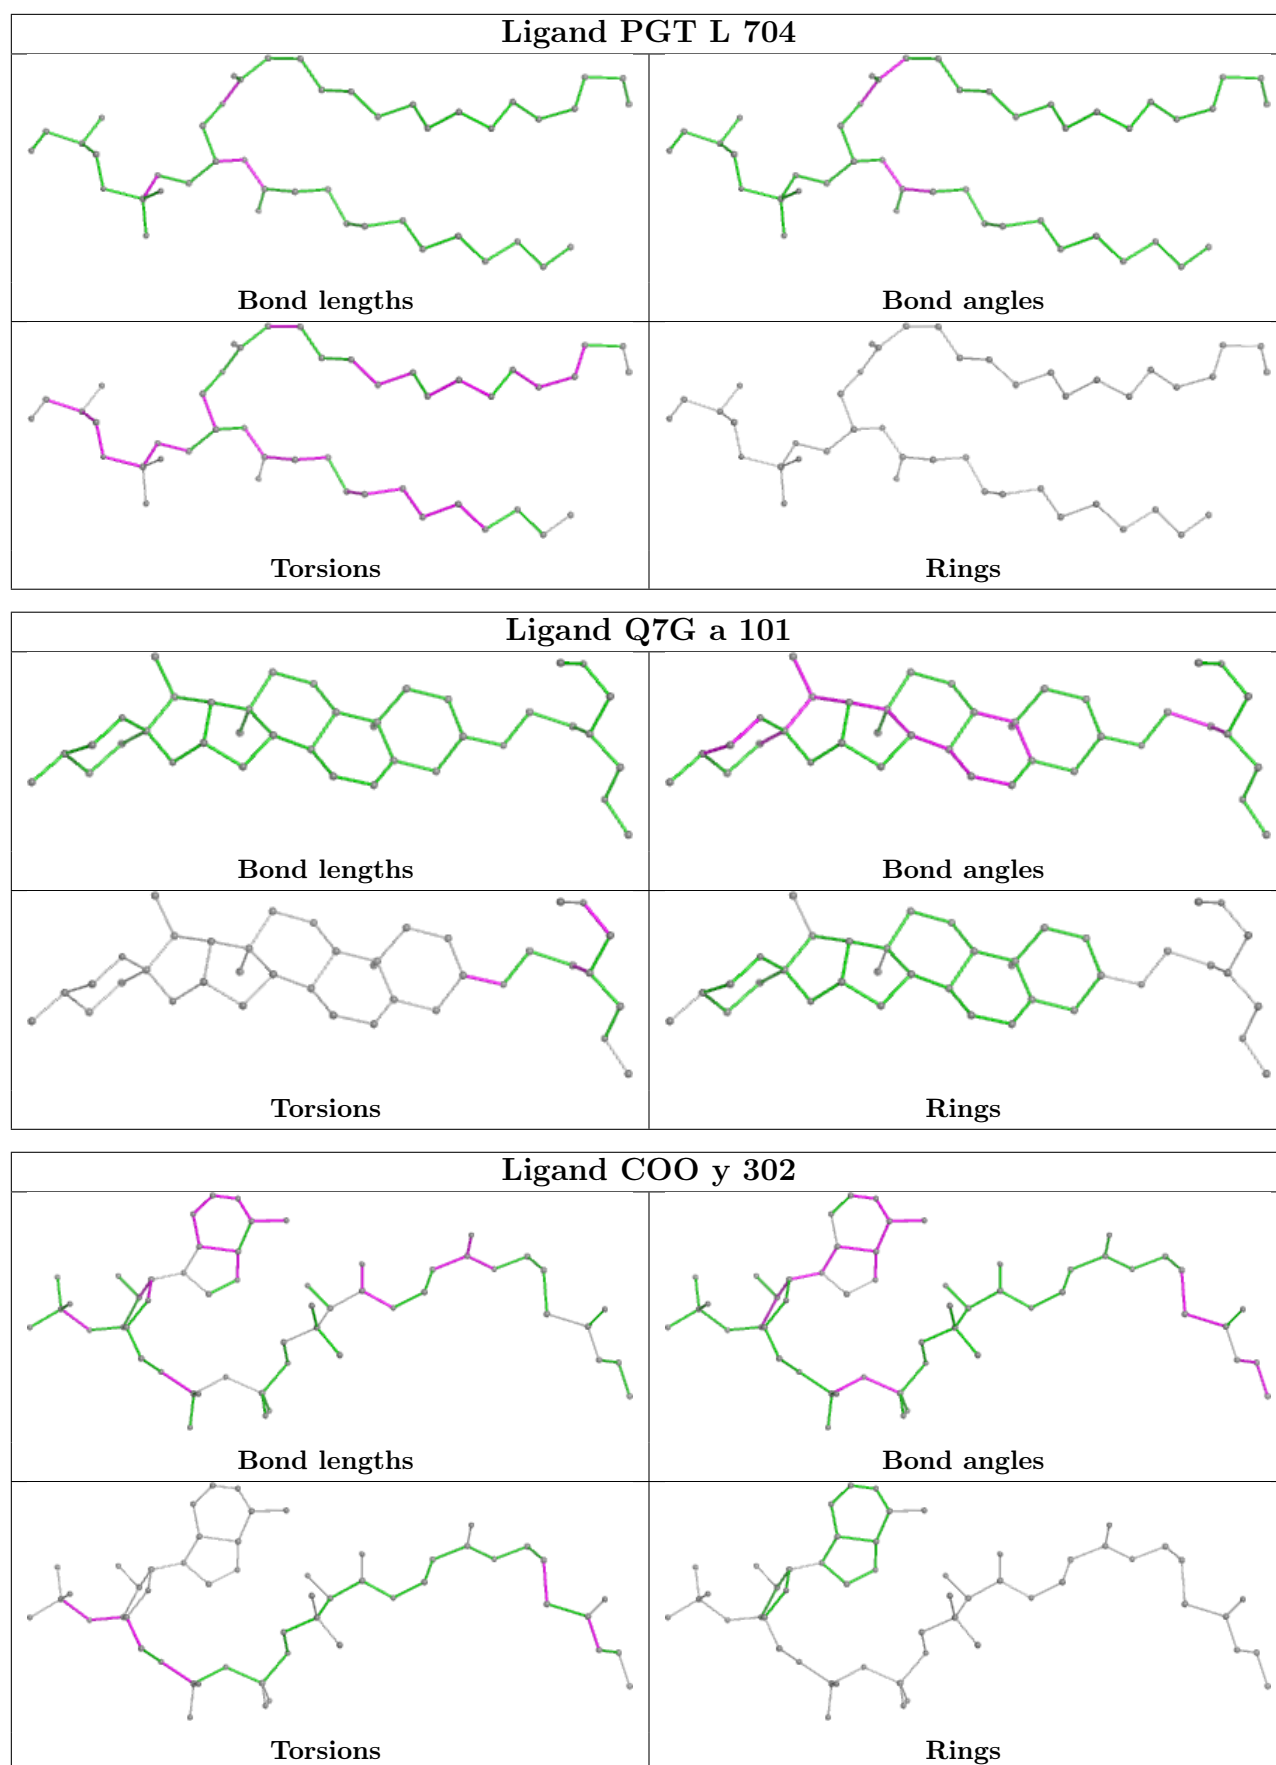 Ligand PGT L 704
Bond lengths
Bond angles
Torsions
Rings
Ligand Q7G a 101
Bond lengths
Bond angles
Torsions
Rings
Ligand COO y 302
Bond lengths
Bond angles
Torsions
Rings